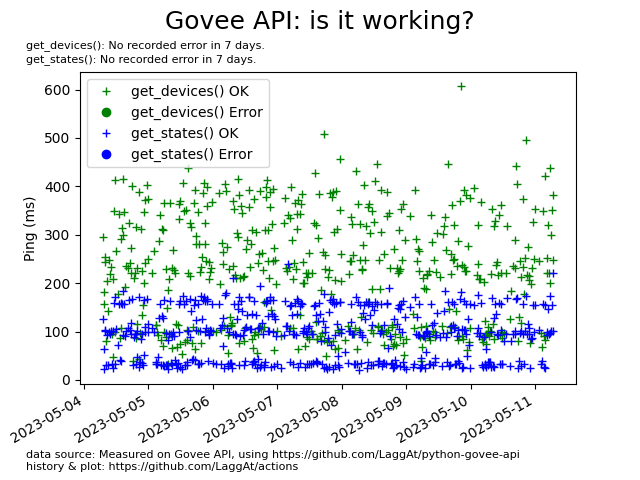 Govee API: is it working?
get_devices(): No recorded error in 7 days.
get_states(): No recorded error in 7 days.
get_devices() OK
get_devices() Error
get_states() OK
get_states() Error
Ping (ms)
600
500
400
300
200
100
0
2023-05-04
2023-05-05
2023-05-06
2023-05-07
2023-05-08
2023-05-09
2023-05-10
2023-05-11
data source: Measured on Govee API, using https://github.com/LaggAt/python-govee-api
history & plot: https://github.com/LaggAt/actions